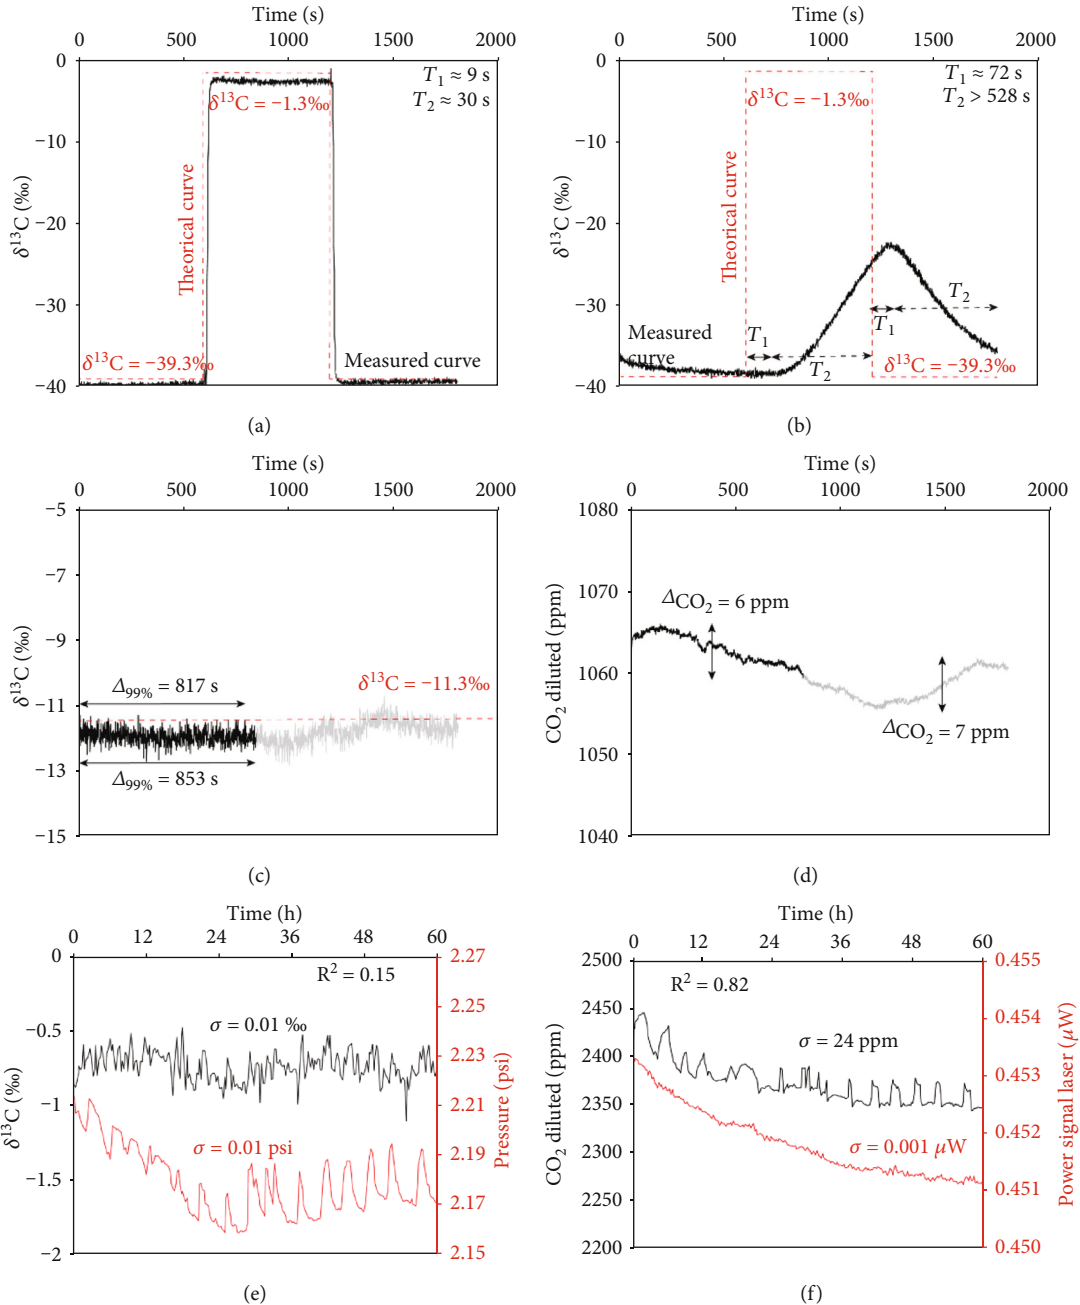 Time (s)
0 500 1000 1500 2000
0
−10
−20
−30
−40
δ¹³C (‰)
T₁ ≈ 9 s
T₂ ≈ 30 s
δ¹³C = −1.3‰
Theorical curve
δ¹³C = −39.3‰
Measured curve
(a)
Time (s)
0 500 1000 1500 2000
0
−10
−20
−30
−40
δ¹³C (‰)
T₁ ≈ 72 s
T₂ > 528 s
δ¹³C = −1.3‰
Theorical curve
Measured
curve
T₁
T₂
T₁
T₂
δ¹³C = −39.3‰
(b)
Time (s)
0 500 1000 1500 2000
−5
−7
−9
−11
−13
−15
δ¹³C (‰)
δ¹³C = −11.3‰
Δ99% = 817 s
Δ99% = 853 s
(c)
Time (s)
0 500 1000 1500 2000
1080
1070
1060
1050
1040
CO₂ diluted (ppm)
ΔCO₂ = 6 ppm
ΔCO₂ = 7 ppm
(d)
Time (h)
0 12 24 36 48 60
0
−0.5
−1
−1.5
−2
δ¹³C (‰)
2.27
2.25
2.23
2.21
2.19
2.17
2.15
Pressure (psi)
R² = 0.15
σ = 0.01 ‰
σ = 0.01 psi
(e)
Time (h)
0 12 24 36 48 60
2500
2450
2400
2350
2300
2250
2200
CO₂ diluted (ppm)
0.455
0.454
0.453
0.452
0.451
0.450
Power signal laser (μW)
R² = 0.82
σ = 24 ppm
σ = 0.001 μW
(f)